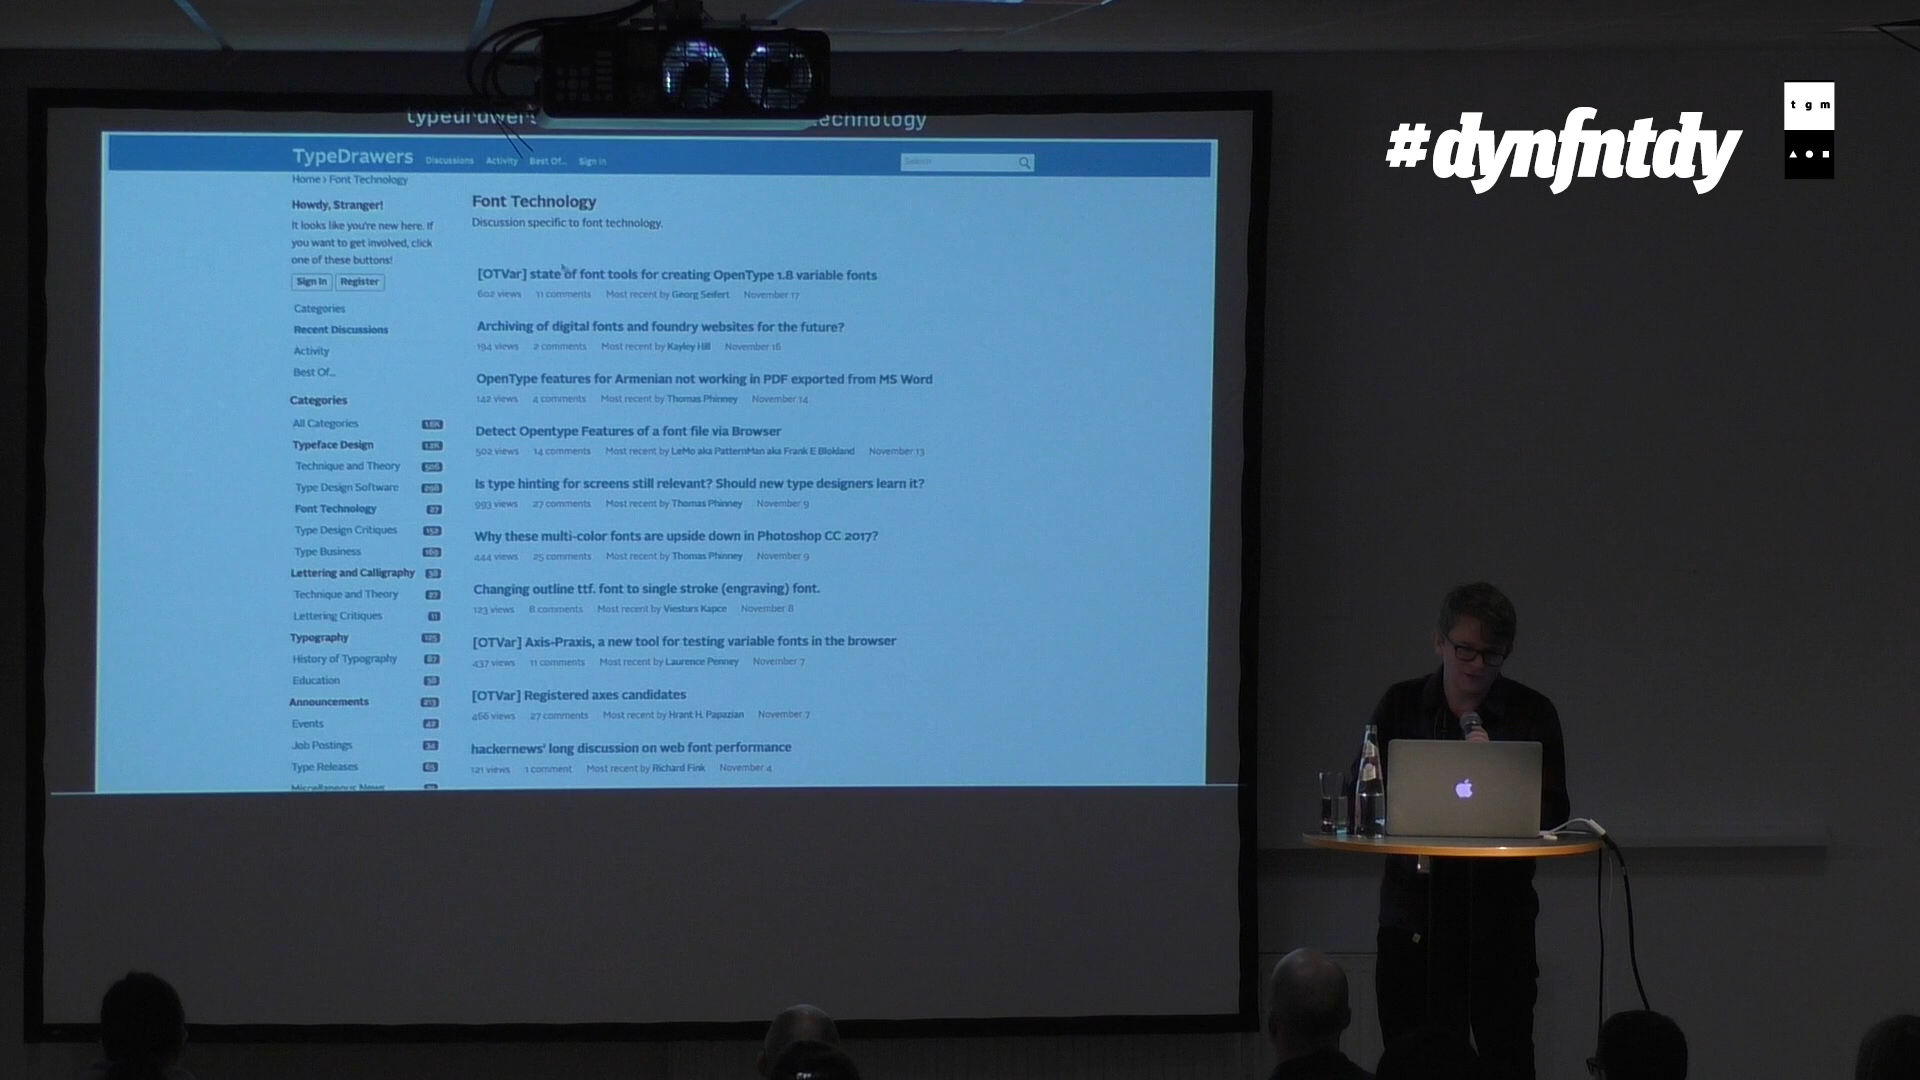 #dynfntdy
t g m
TypeDrawers Discussions Activity Best Of... Sign In Search
Home › Font Technology
Howdy, Stranger!
It looks like you're new here. If
you want to get involved, click
one of these buttons!
Sign In Register
Categories
Recent Discussions
Activity
Best Of...
Categories
All Categories
Typeface Design
Technique and Theory
Type Design Software
Font Technology 27
Type Design Critiques
Type Business
Lettering and Calligraphy
Technique and Theory 27
Lettering Critiques 11
Typography
History of Typography
Education
Announcements
Events
Job Postings
Type Releases
Miscellaneous News
Font Technology
Discussion specific to font technology.
[OTVar] state of font tools for creating OpenType 1.8 variable fonts
602 views 11 comments Most recent by Georg Seifert November 17
Archiving of digital fonts and foundry websites for the future?
194 views 2 comments Most recent by Kayley Hill November 16
OpenType features for Armenian not working in PDF exported from MS Word
142 views 4 comments Most recent by Thomas Phinney November 14
Detect Opentype Features of a font file via Browser
502 views 14 comments Most recent by LeMo aka PatternMan aka Frank E Blokland November 13
Is type hinting for screens still relevant? Should new type designers learn it?
993 views 27 comments Most recent by Thomas Phinney November 9
Why these multi-color fonts are upside down in Photoshop CC 2017?
444 views 25 comments Most recent by Thomas Phinney November 9
Changing outline ttf. font to single stroke (engraving) font.
123 views 8 comments Most recent by Viesturs Kapce November 8
[OTVar] Axis-Praxis, a new tool for testing variable fonts in the browser
437 views 11 comments Most recent by Laurence Penney November 7
[OTVar] Registered axes candidates
466 views 27 comments Most recent by Hrant H. Papazian November 7
hackernews' long discussion on web font performance
121 views 1 comment Most recent by Richard Fink November 4